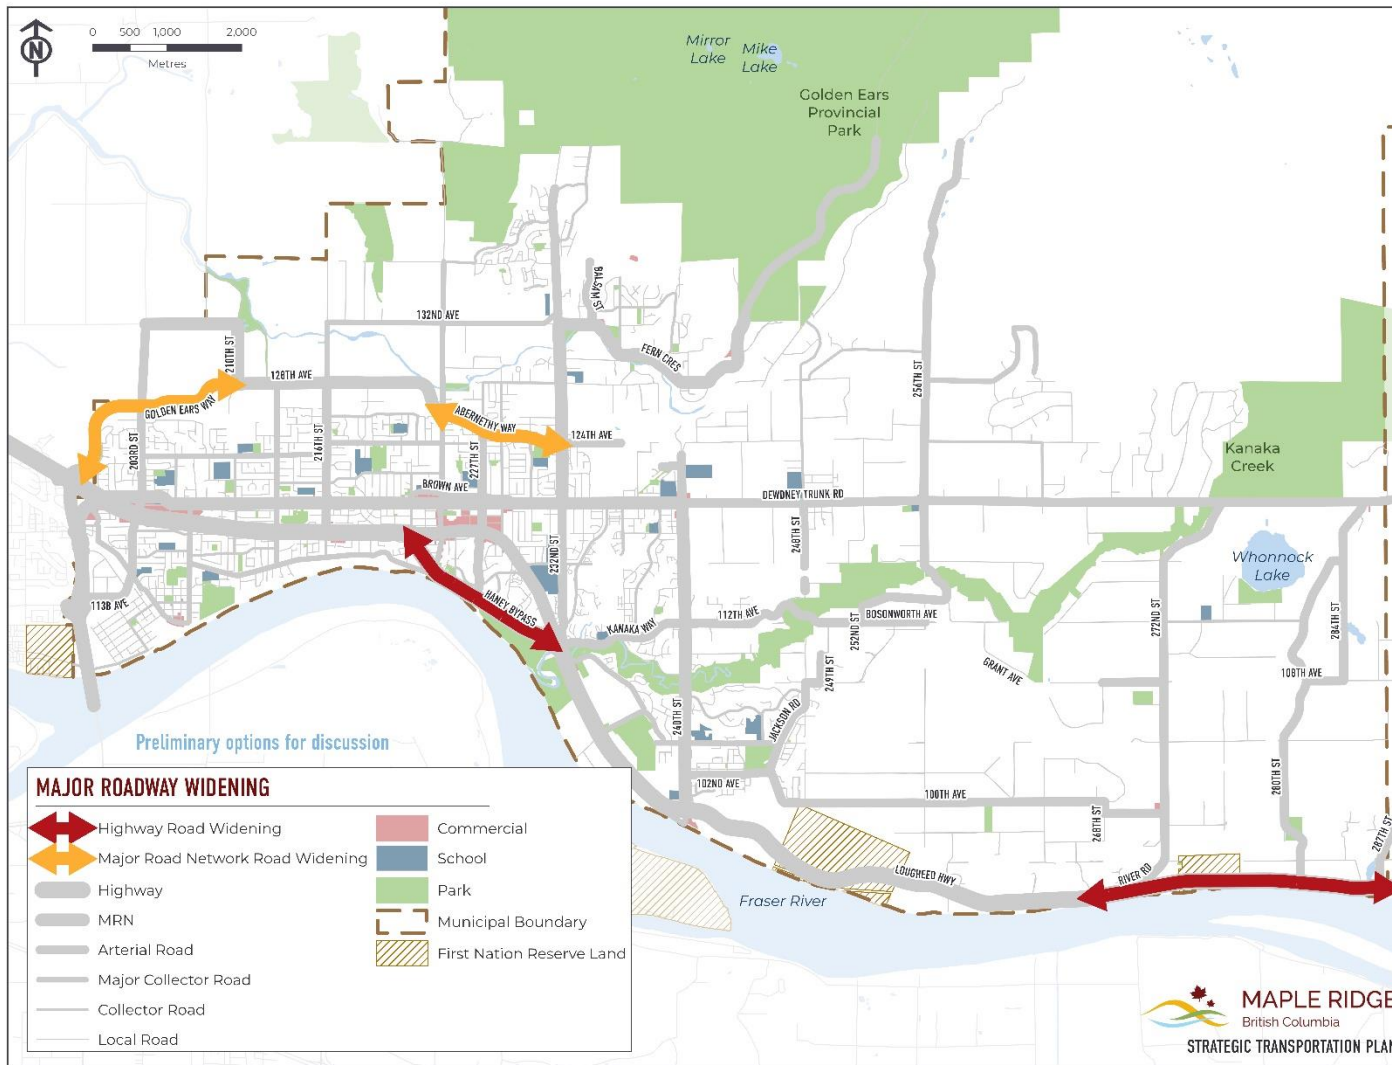 N
0 500 1,000 2,000
Metres
Mirror
Lake
Mike
Lake
Golden Ears
Provincial
Park
BALSAM ST
132ND AVE
FERN CRES
210TH ST
128TH AVE
256TH ST
GOLDEN EARS WAY
ABERNETHY WAY
203RD ST
216TH ST
227TH ST
124TH AVE
Kanaka
Creek
BROWN AVE
DEWDNEY TRUNK RD
232ND ST
248TH ST
Whonnock
Lake
113B AVE
HANEY BYPASS
KANAKA WAY
112TH AVE
252ND ST
BOSONWORTH AVE
272ND ST
284TH ST
GRANT AVE
249TH ST
108TH AVE
240TH ST
JACKSON RD
Preliminary options for discussion
102ND AVE
100TH AVE
268TH ST
280TH ST
287TH ST
LOUGHEED HWY
RIVER RD
Fraser River
MAJOR ROADWAY WIDENING
Highway Road Widening
Major Road Network Road Widening
Highway
MRN
Arterial Road
Major Collector Road
Collector Road
Local Road
Commercial
School
Park
Municipal Boundary
First Nation Reserve Land
MAPLE RIDGE
British Columbia
STRATEGIC TRANSPORTATION PLAN